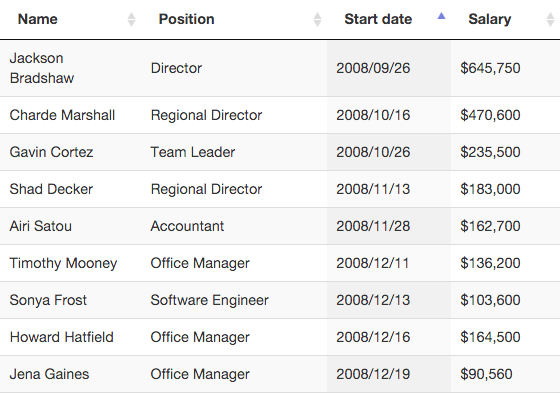 Name Position Start date Salary
Jackson
Bradshaw Director 2008/09/26 $645,750
Charde Marshall Regional Director 2008/10/16 $470,600
Gavin Cortez Team Leader 2008/10/26 $235,500
Shad Decker Regional Director 2008/11/13 $183,000
Airi Satou Accountant 2008/11/28 $162,700
Timothy Mooney Office Manager 2008/12/11 $136,200
Sonya Frost Software Engineer 2008/12/13 $103,600
Howard Hatfield Office Manager 2008/12/16 $164,500
Jena Gaines Office Manager 2008/12/19 $90,560